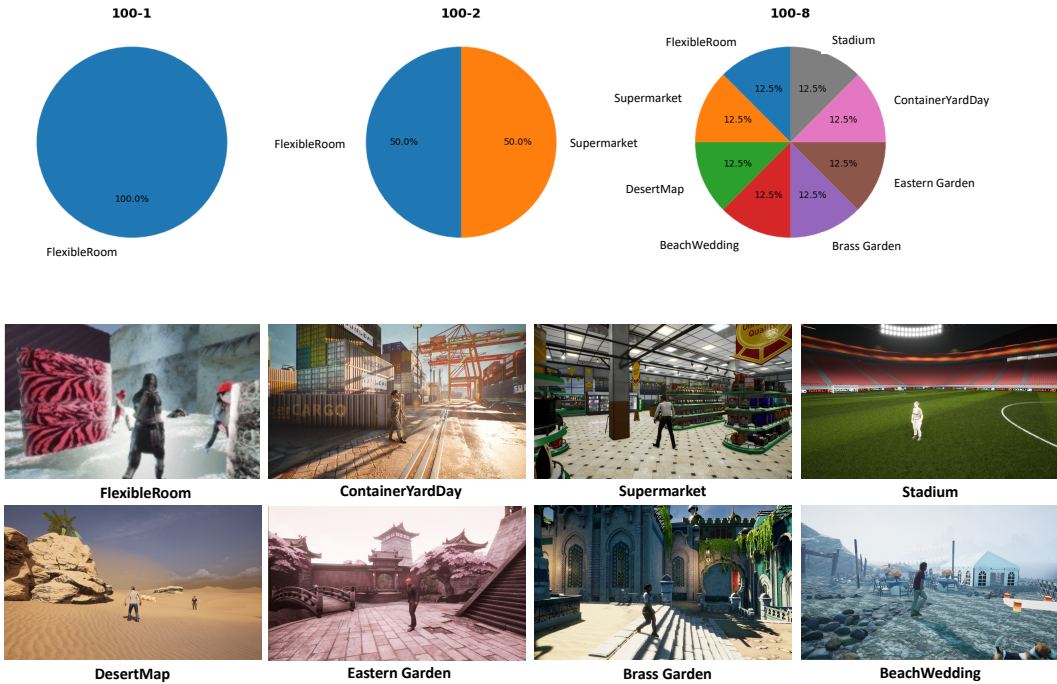 100-1
100-2
100-8
100.0%
FlexibleRoom
FlexibleRoom
50.0%
50.0%
Supermarket
FlexibleRoom
Stadium
Supermarket
ContainerYardDay
12.5%
12.5%
12.5%
12.5%
12.5%
12.5%
12.5%
12.5%
DesertMap
Eastern Garden
BeachWedding
Brass Garden
CARGO
Quality
FlexibleRoom
ContainerYardDay
Supermarket
Stadium
DesertMap
Eastern Garden
Brass Garden
BeachWedding